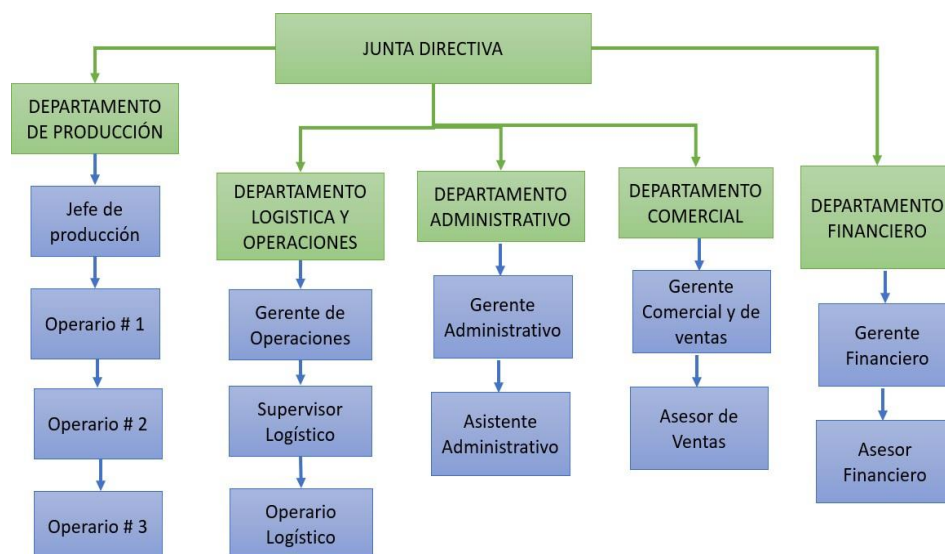 JUNTA DIRECTIVA
DEPARTAMENTO
DE PRODUCCIÓN
Jefe de
producción
Operario # 1
Operario # 2
Operario # 3
DEPARTAMENTO
LOGISTICA Y
OPERACIONES
Gerente de
Operaciones
Supervisor
Logístico
Operario
Logístico
DEPARTAMENTO
ADMINISTRATIVO
Gerente
Administrativo
Asistente
Administrativo
DEPARTAMENTO
COMERCIAL
Gerente
Comercial y de
ventas
Asesor de
Ventas
DEPARTAMENTO
FINANCIERO
Gerente
Financiero
Asesor
Financiero